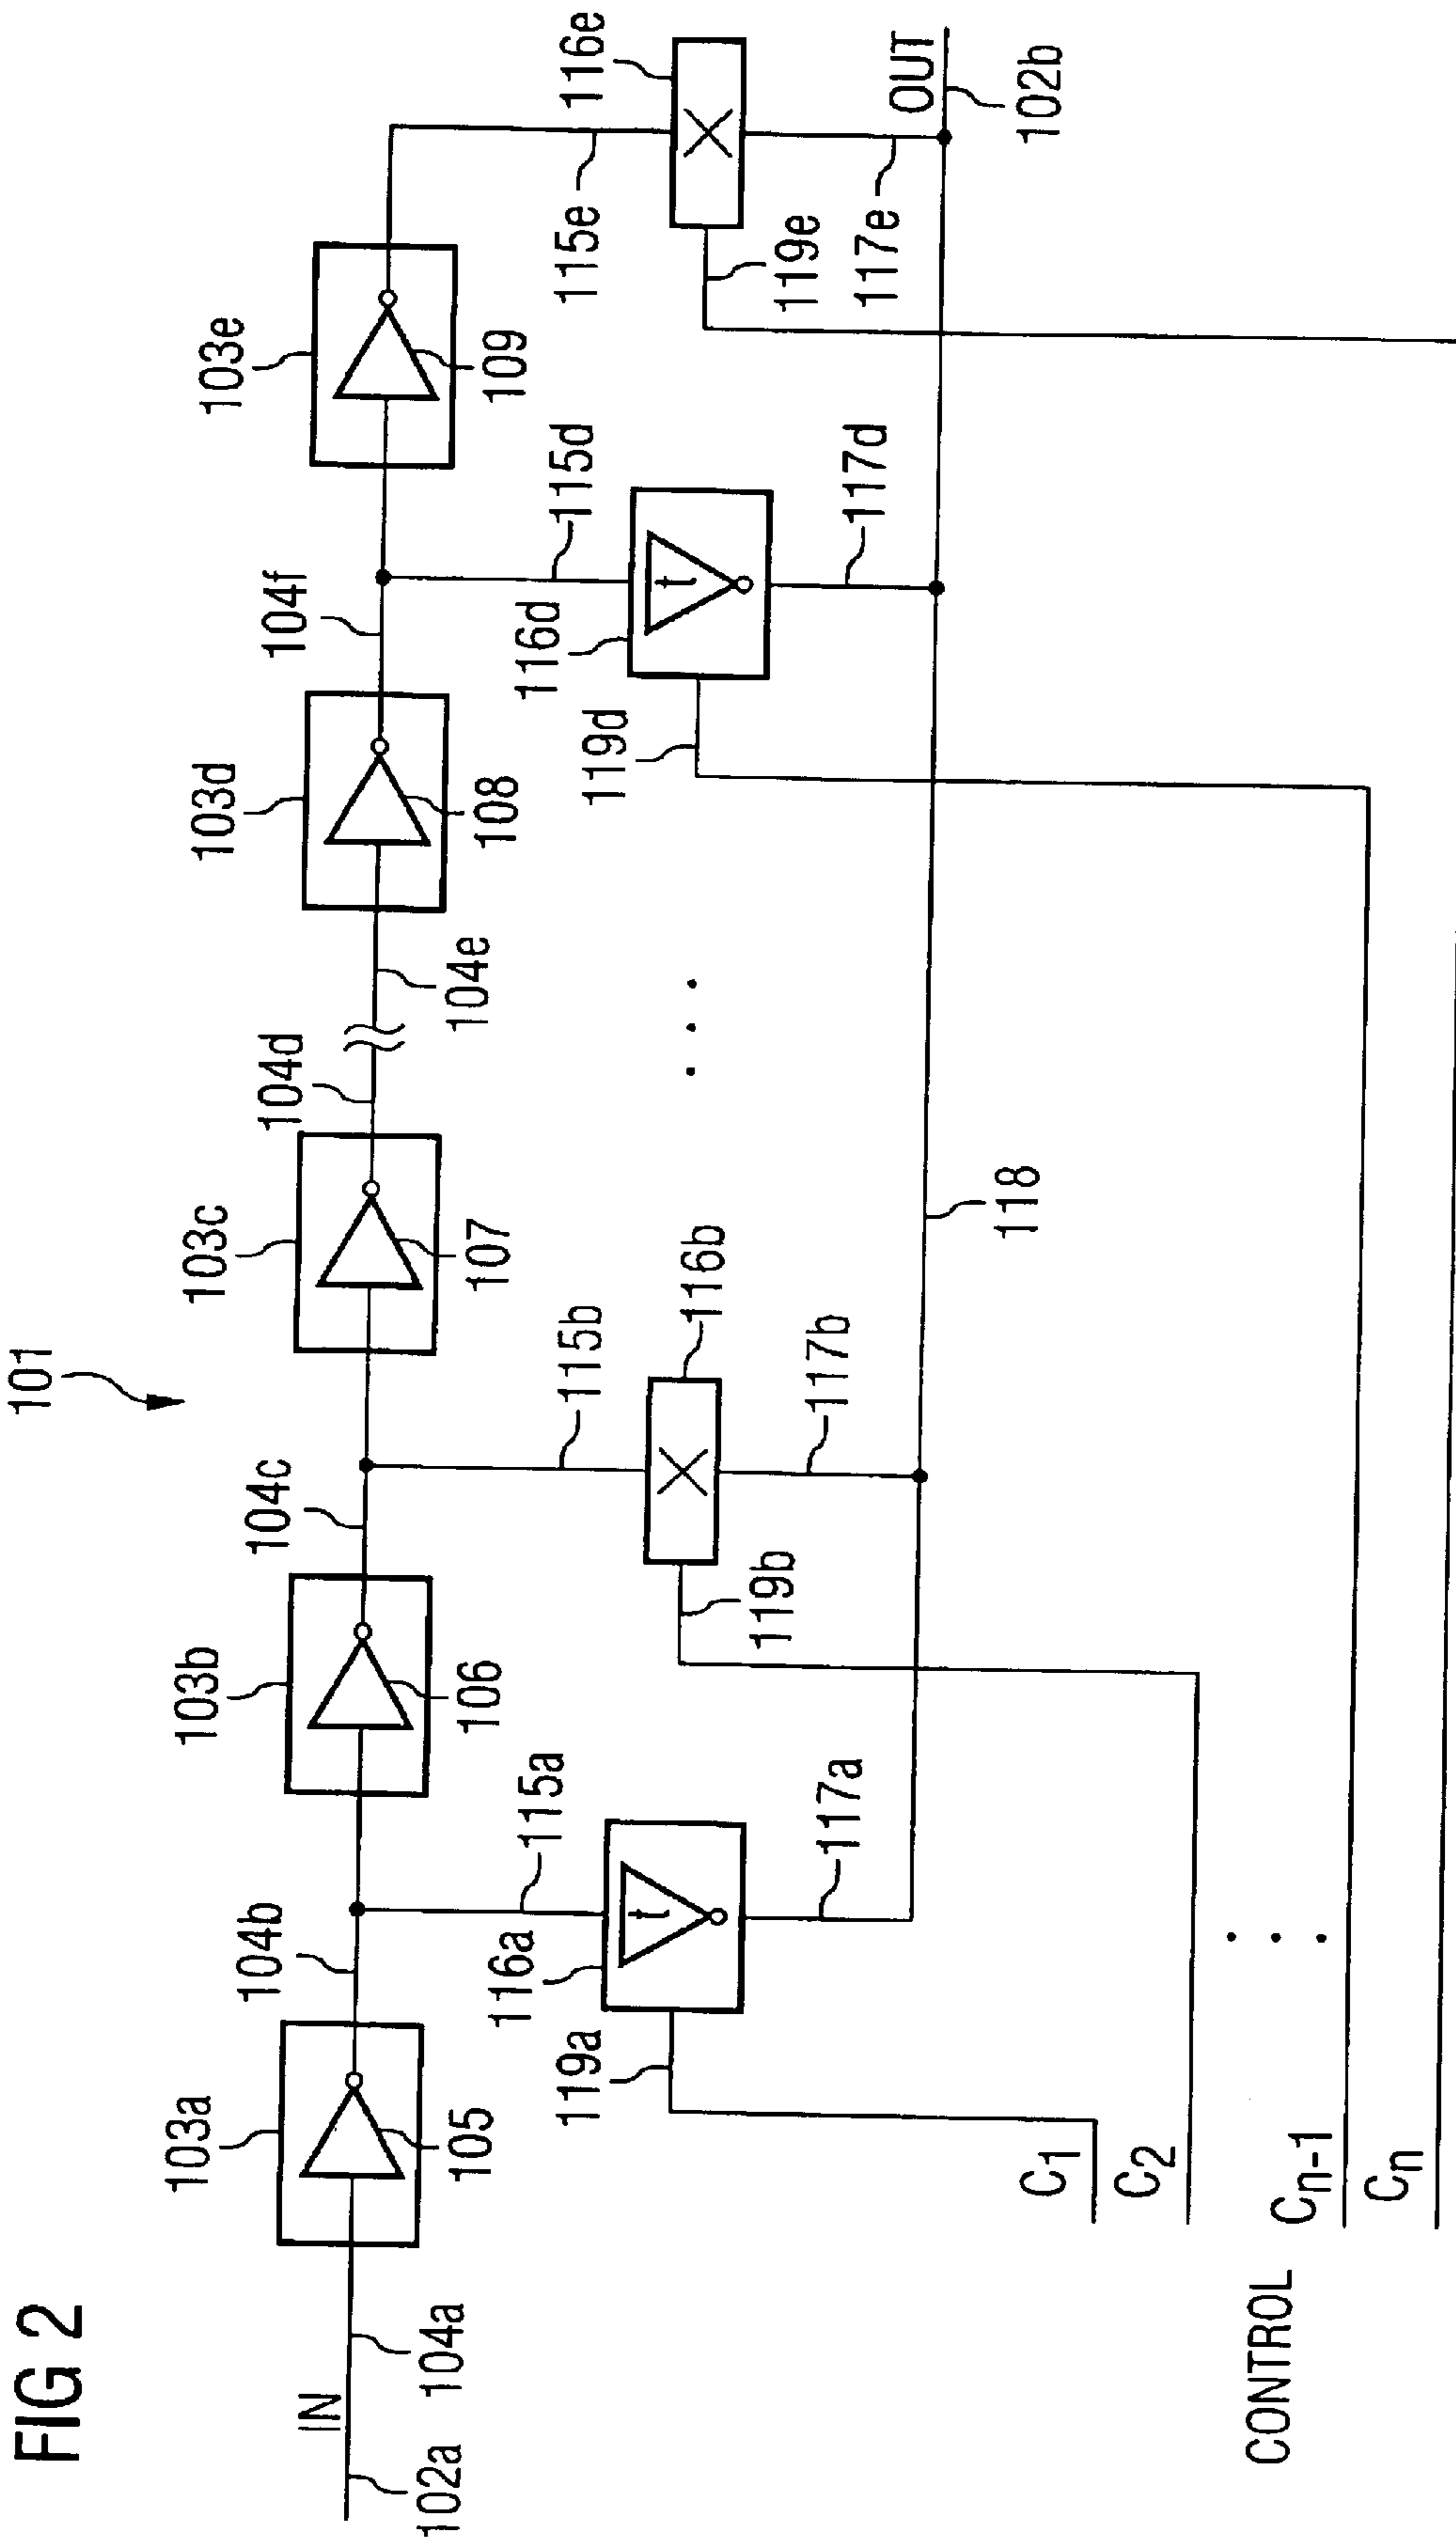 FIG 2
101
103a
103b
103c
103d
103e
IN
102a
104a
104b
104c
104d
104e
104f
105
106
107
108
109
115a
115b
115d
115e
116a
116b
116d
116e
t
t
119a
119b
119d
119e
117a
117b
117d
117e
118
OUT
102b
C1
C2
Cn-1
Cn
CONTROL